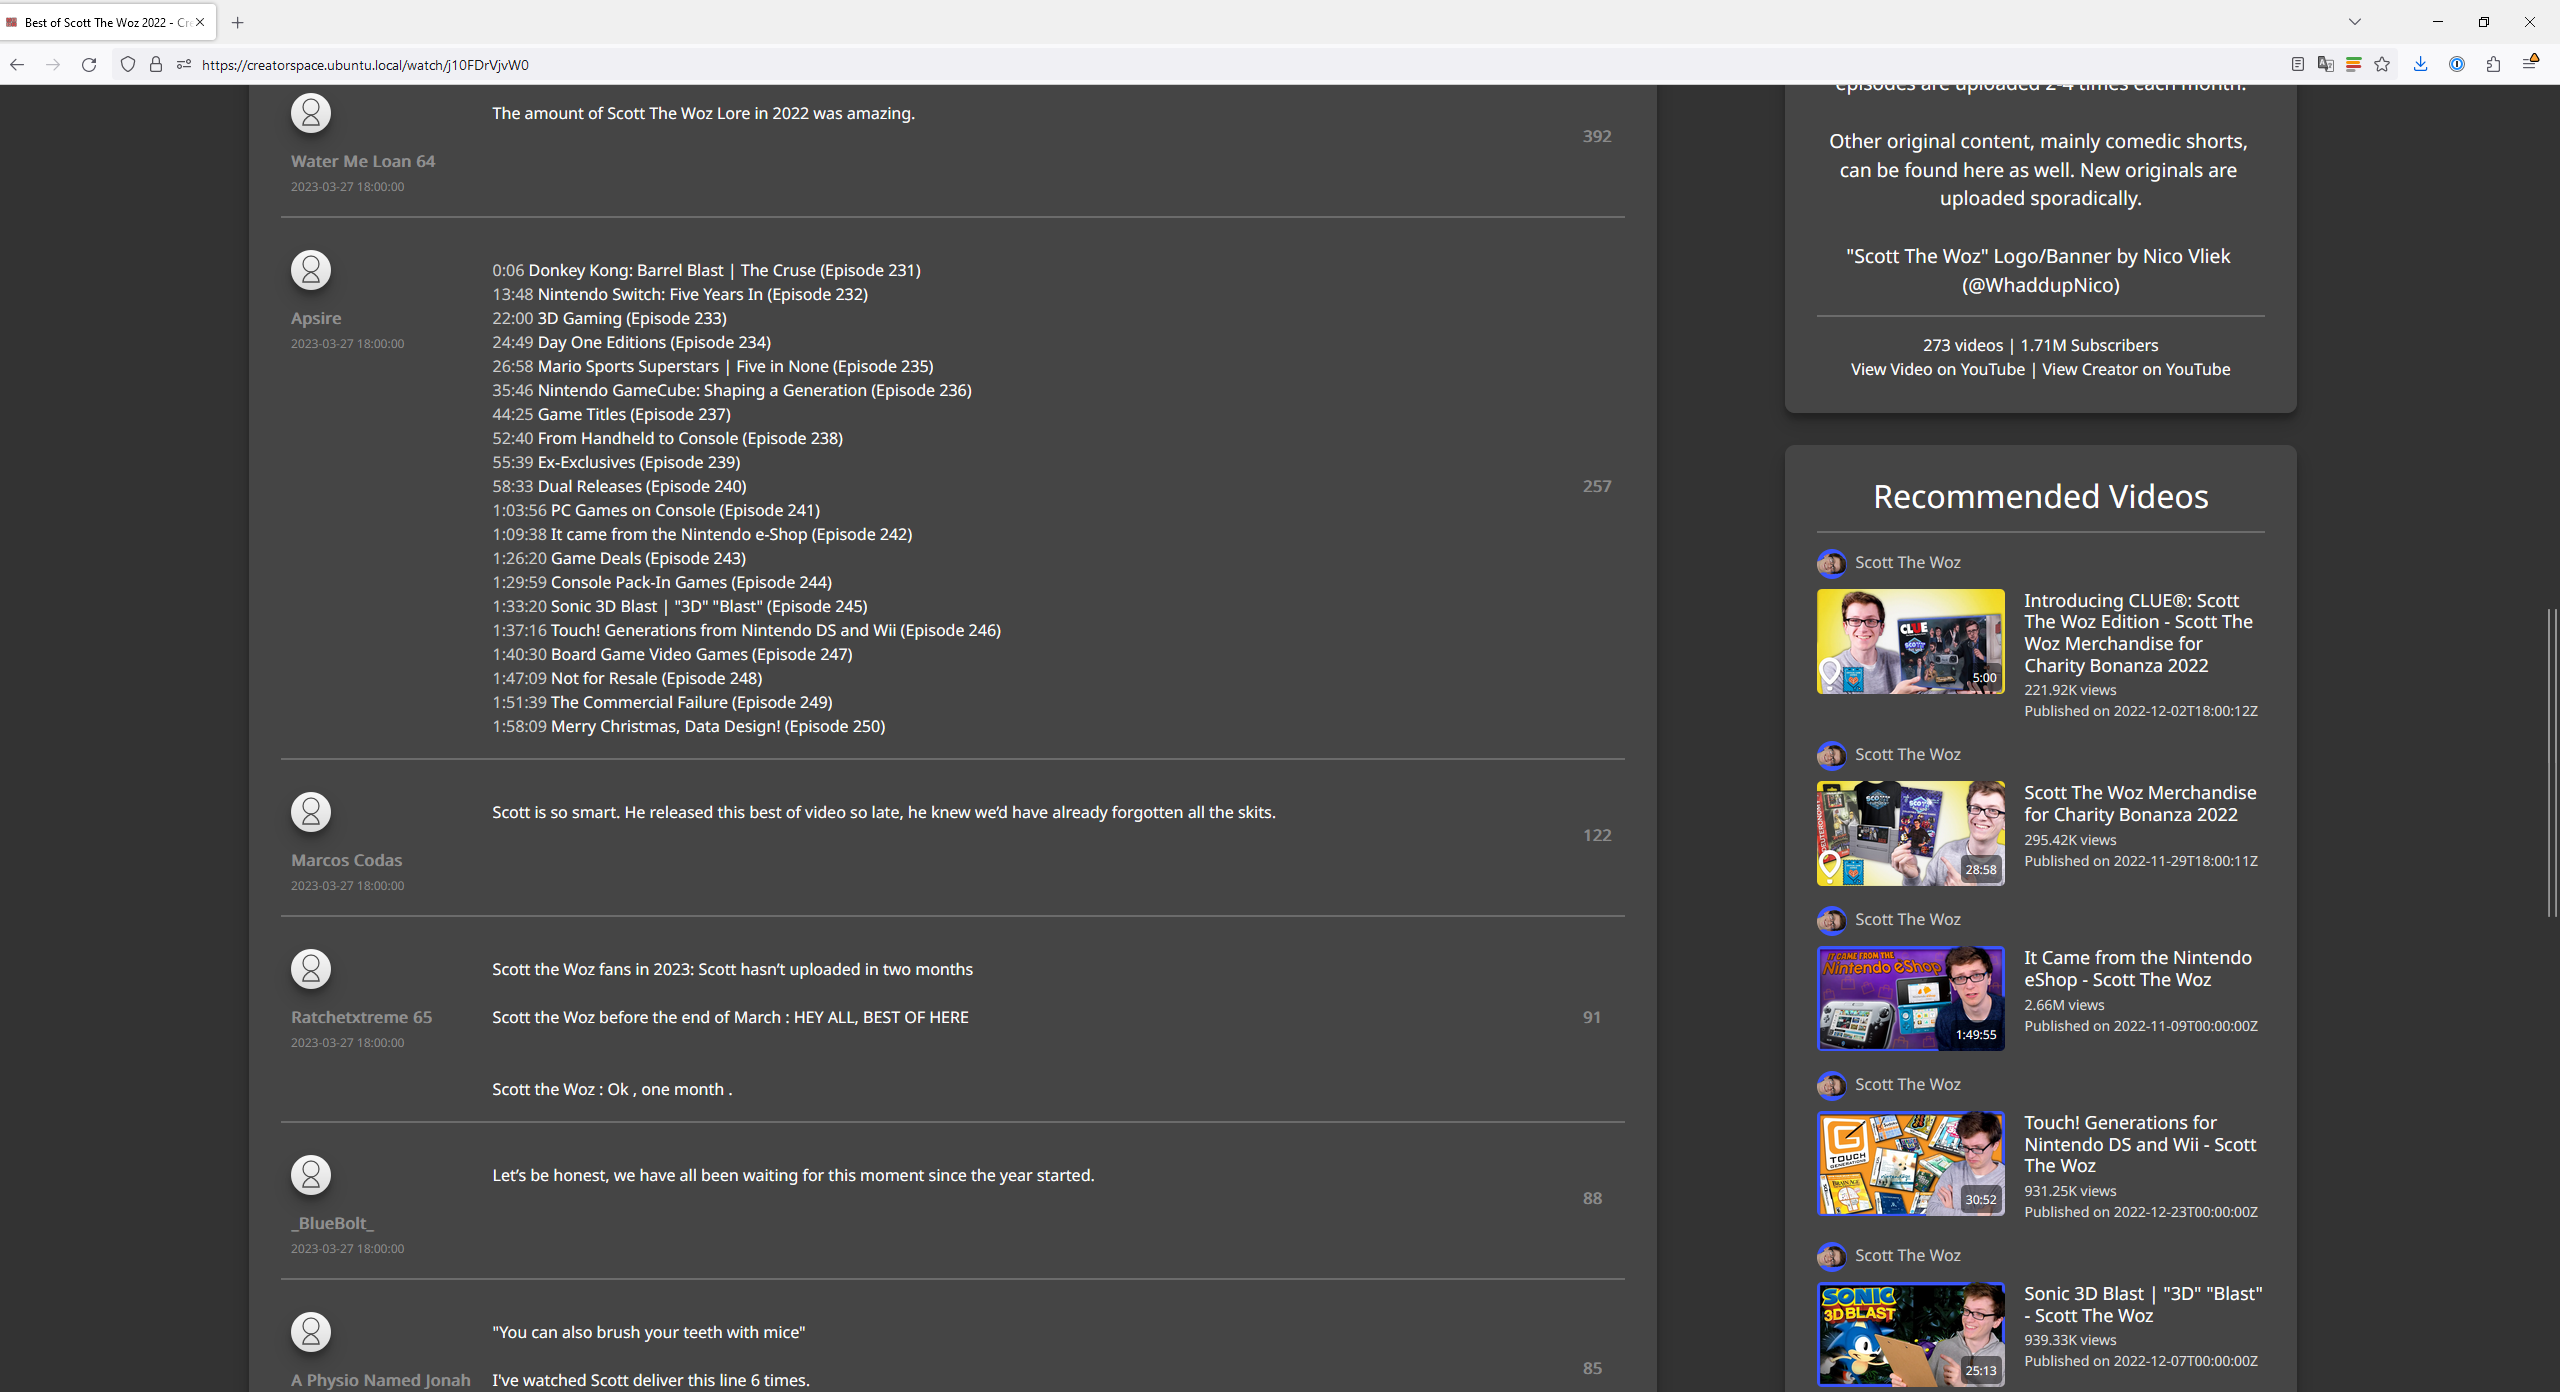 Best of Scott The Woz 2022 - Cre
https://creatorspace.ubuntu.local/watch/j10FDrVjvW0
The amount of Scott The Woz Lore in 2022 was amazing.
392
Water Me Loan 64
2023-03-27 18:00:00
0:06 Donkey Kong: Barrel Blast | The Cruse (Episode 231)
13:48 Nintendo Switch: Five Years In (Episode 232)
22:00 3D Gaming (Episode 233)
Apsire
2023-03-27 18:00:00
24:49 Day One Editions (Episode 234)
26:58 Mario Sports Superstars | Five in None (Episode 235)
35:46 Nintendo GameCube: Shaping a Generation (Episode 236)
44:25 Game Titles (Episode 237)
52:40 From Handheld to Console (Episode 238)
55:39 Ex-Exclusives (Episode 239)
58:33 Dual Releases (Episode 240)
257
1:03:56 PC Games on Console (Episode 241)
1:09:38 It came from the Nintendo e-Shop (Episode 242)
1:26:20 Game Deals (Episode 243)
1:29:59 Console Pack-In Games (Episode 244)
1:33:20 Sonic 3D Blast | "3D" "Blast" (Episode 245)
1:37:16 Touch! Generations from Nintendo DS and Wii (Episode 246)
1:40:30 Board Game Video Games (Episode 247)
1:47:09 Not for Resale (Episode 248)
1:51:39 The Commercial Failure (Episode 249)
1:58:09 Merry Christmas, Data Design! (Episode 250)
Scott is so smart. He released this best of video so late, he knew we’d have already forgotten all the skits.
122
Marcos Codas
2023-03-27 18:00:00
Scott the Woz fans in 2023: Scott hasn’t uploaded in two months
Ratchetxtreme 65
2023-03-27 18:00:00
Scott the Woz before the end of March : HEY ALL, BEST OF HERE
91
Scott the Woz : Ok , one month .
Let’s be honest, we have all been waiting for this moment since the year started.
88
_BlueBolt_
2023-03-27 18:00:00
"You can also brush your teeth with mice"
85
A Physio Named Jonah
I've watched Scott deliver this line 6 times.
episodes are uploaded 2-4 times each month.
Other original content, mainly comedic shorts,
can be found here as well. New originals are
uploaded sporadically.
"Scott The Woz" Logo/Banner by Nico Vliek
(@WhaddupNico)
273 videos | 1.71M Subscribers
View Video on YouTube | View Creator on YouTube
Recommended Videos
Scott The Woz
CLUE
5:00
Introducing CLUE®: Scott
The Woz Edition - Scott The
Woz Merchandise for
Charity Bonanza 2022
221.92K views
Published on 2022-12-02T18:00:12Z
Scott The Woz
28:58
Scott The Woz Merchandise
for Charity Bonanza 2022
295.42K views
Published on 2022-11-29T18:00:11Z
Scott The Woz
IT CAME FROM THE
Nintendo eShop
1:49:55
It Came from the Nintendo
eShop - Scott The Woz
2.66M views
Published on 2022-11-09T00:00:00Z
Scott The Woz
TOUCH
GENERATIONS
BRAIN AGE
30:52
Touch! Generations for
Nintendo DS and Wii - Scott
The Woz
931.25K views
Published on 2022-12-23T00:00:00Z
Scott The Woz
SONIC
3D BLAST
25:13
Sonic 3D Blast | "3D" "Blast"
- Scott The Woz
939.33K views
Published on 2022-12-07T00:00:00Z